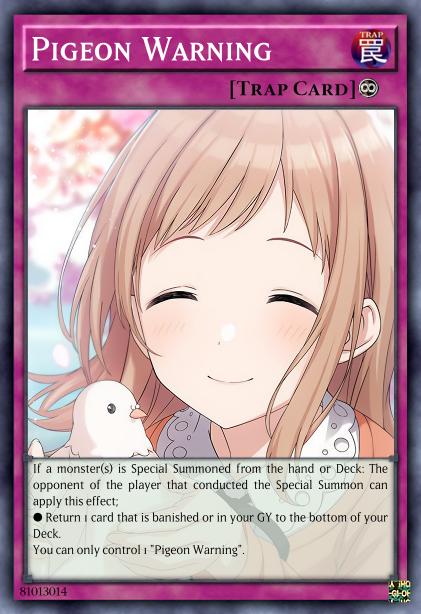 Pigeon Warning
TRAP
罠
[Trap Card]
If a monster(s) is Special Summoned from the hand or Deck: The
opponent of the player that conducted the Special Summon can
apply this effect;
● Return 1 card that is banished or in your GY to the bottom of your
Deck.
You can only control 1 "Pigeon Warning".
81013014